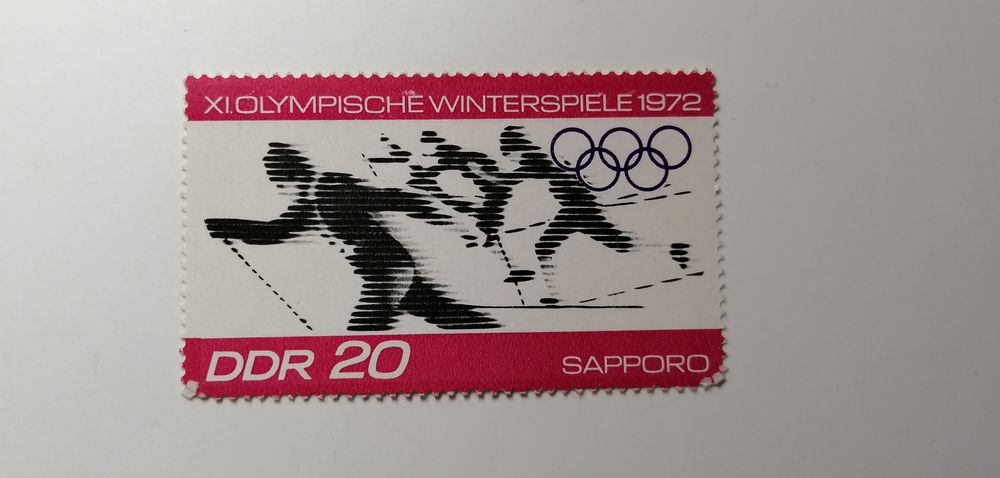 XI. OLYMPISCHE WINTERSPIELE 1972
DDR 20
SAPPORO